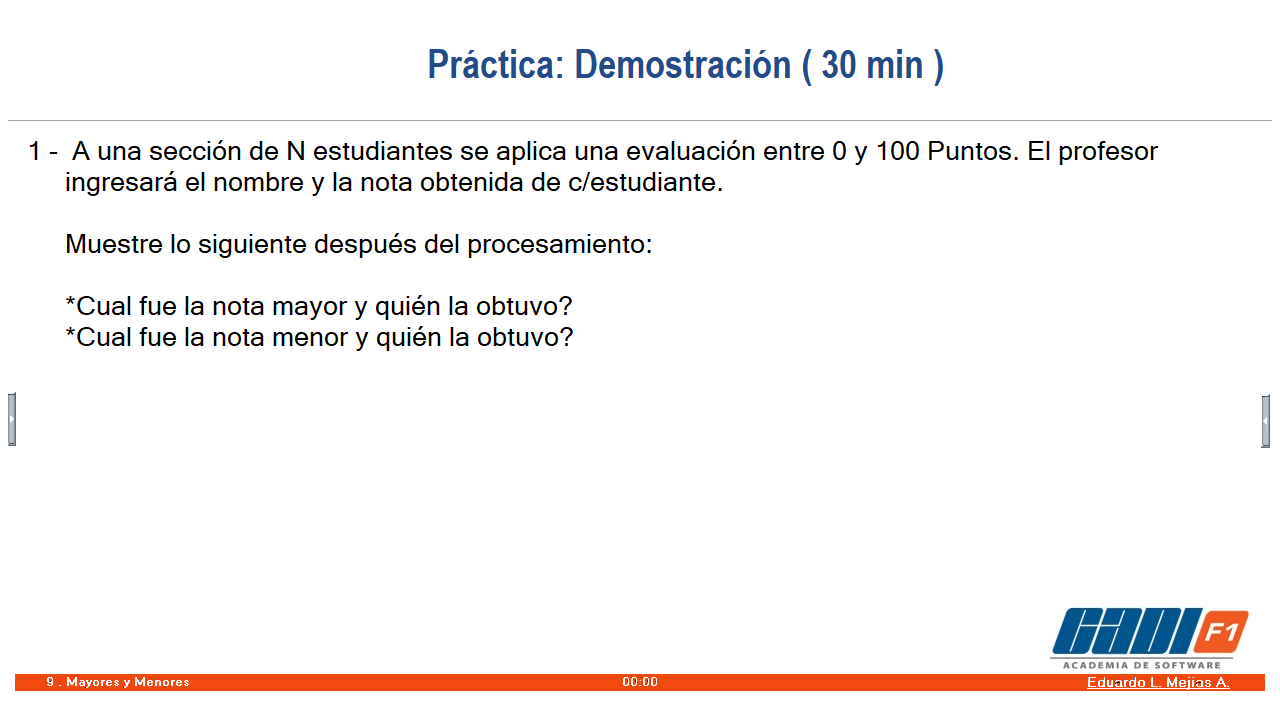 Práctica: Demostración ( 30 min )
1 - A una sección de N estudiantes se aplica una evaluación entre 0 y 100 Puntos. El profesor
ingresará el nombre y la nota obtenida de c/estudiante.
Muestre lo siguiente después del procesamiento:
*Cual fue la nota mayor y quién la obtuvo?
*Cual fue la nota menor y quién la obtuvo?
CADI F1
ACADEMIA DE SOFTWARE
9 . Mayores y Menores
00:00
Eduardo L. Mejias A.